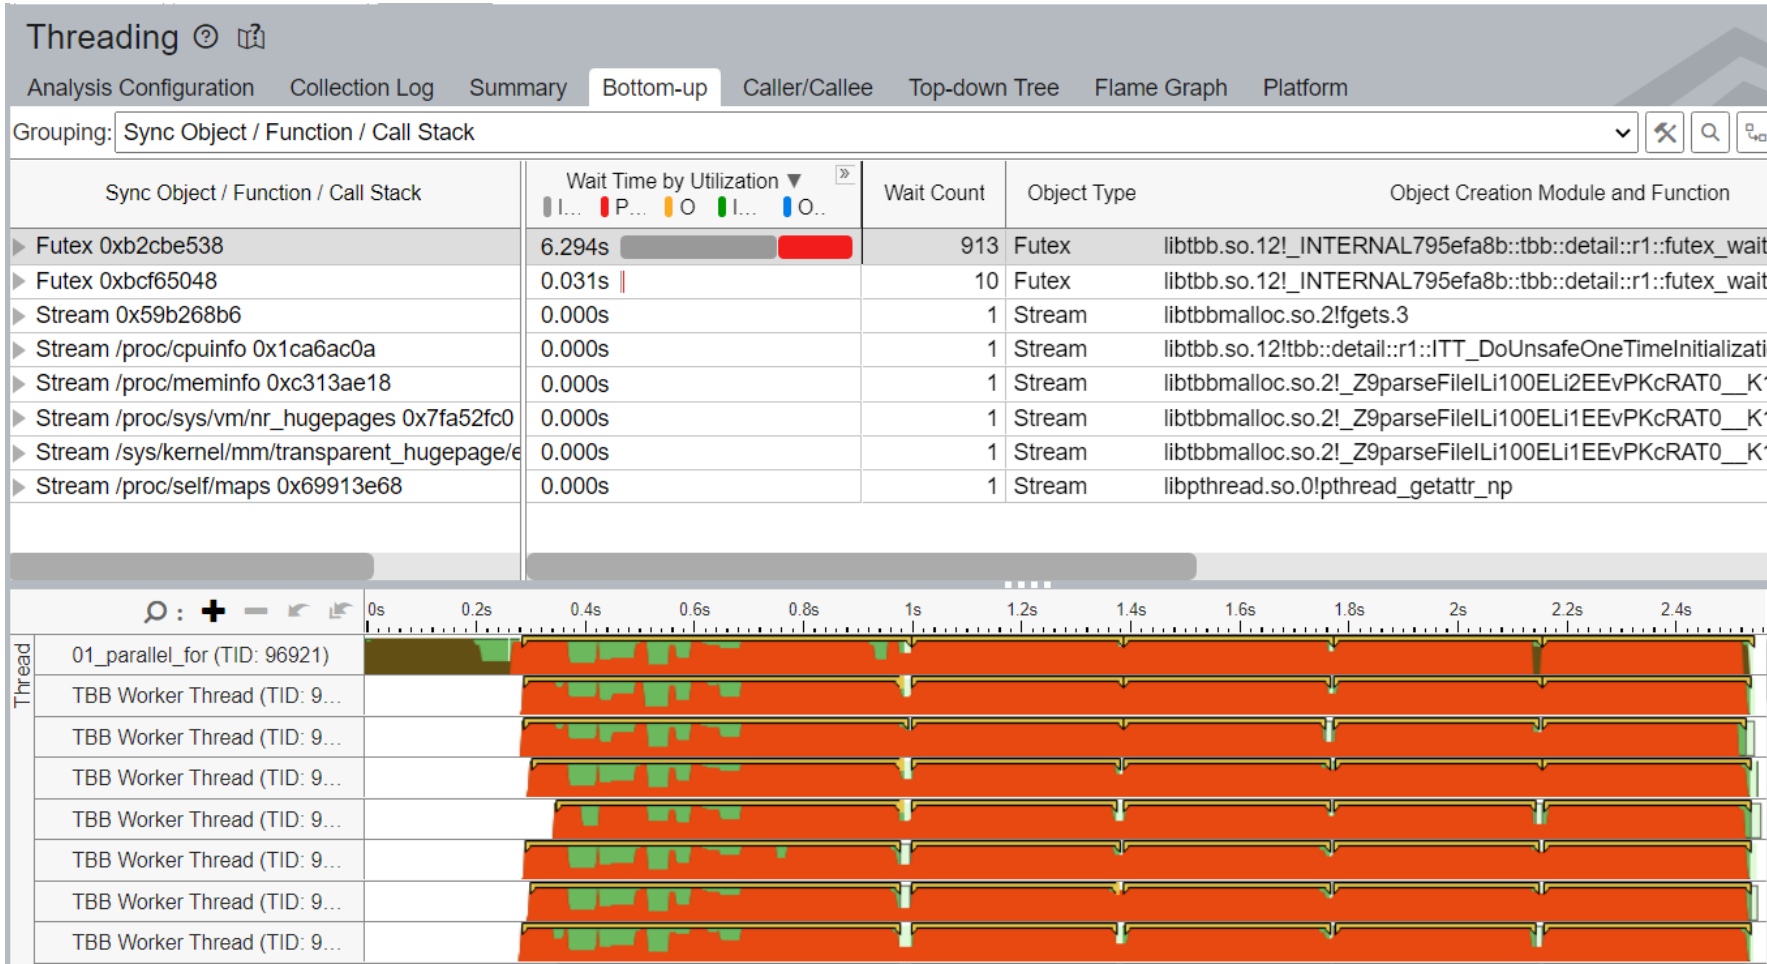 Threading
Analysis Configuration Collection Log Summary Bottom-up Caller/Callee Top-down Tree Flame Graph Platform
Grouping: Sync Object / Function / Call Stack
Sync Object / Function / Call Stack Wait Time by Utilization ▼ » Wait Count Object Type Object Creation Module and Function
I... P... O I... O..
Futex 0xb2cbe538 6.294s 913 Futex libtbb.so.12!_INTERNAL795efa8b::tbb::detail::r1::futex_wait
Futex 0xbcf65048 0.031s 10 Futex libtbb.so.12!_INTERNAL795efa8b::tbb::detail::r1::futex_wait
Stream 0x59b268b6 0.000s 1 Stream libtbbmalloc.so.2!fgets.3
Stream /proc/cpuinfo 0x1ca6ac0a 0.000s 1 Stream libtbb.so.12!tbb::detail::r1::ITT_DoUnsafeOneTimeInitializati
Stream /proc/meminfo 0xc313ae18 0.000s 1 Stream libtbbmalloc.so.2!_Z9parseFileILi100ELi2EEvPKcRAT0__K1
Stream /proc/sys/vm/nr_hugepages 0x7fa52fc0 0.000s 1 Stream libtbbmalloc.so.2!_Z9parseFileILi100ELi1EEvPKcRAT0__K1
Stream /sys/kernel/mm/transparent_hugepage/e 0.000s 1 Stream libtbbmalloc.so.2!_Z9parseFileILi100ELi1EEvPKcRAT0__K1
Stream /proc/self/maps 0x69913e68 0.000s 1 Stream libpthread.so.0!pthread_getattr_np
0s 0.2s 0.4s 0.6s 0.8s 1s 1.2s 1.4s 1.6s 1.8s 2s 2.2s 2.4s
Thread
01_parallel_for (TID: 96921)
TBB Worker Thread (TID: 9...
TBB Worker Thread (TID: 9...
TBB Worker Thread (TID: 9...
TBB Worker Thread (TID: 9...
TBB Worker Thread (TID: 9...
TBB Worker Thread (TID: 9...
TBB Worker Thread (TID: 9...